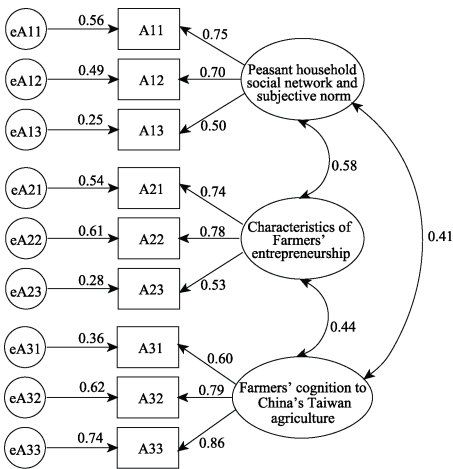 eA11 0.56 A11 0.75
eA12 0.49 A12 0.70
eA13 0.25 A13 0.50
Peasant household
social network and
subjective norm
0.58
eA21 0.54 A21 0.74
eA22 0.61 A22 0.78
eA23 0.28 A23 0.53
Characteristics of
Farmers'
entrepreneurship
0.41
0.44
eA31 0.36 A31 0.60
eA32 0.62 A32 0.79
eA33 0.74 A33 0.86
Farmers' cognition to
China's Taiwan
agriculture